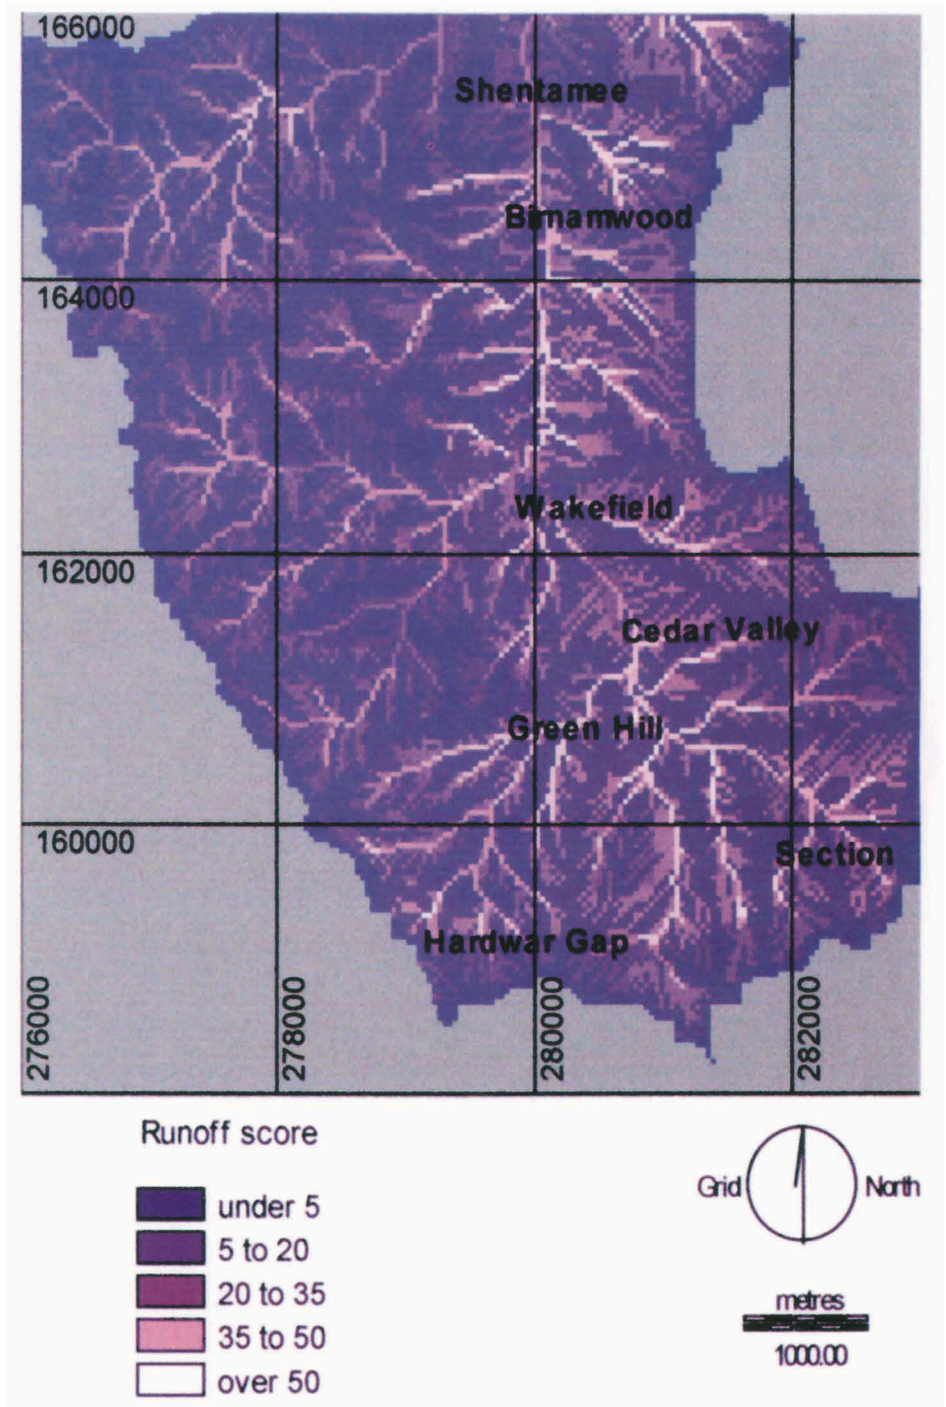 166000
Shentamee
Bimamwood
164000
Wakefield
162000
Cedar Valley
Green Hill
160000
Section
Hardwar Gap
276000
278000
280000
282000
Runoff score
under 5
5 to 20
20 to 35
35 to 50
over 50
Grid North
metres
1000.00